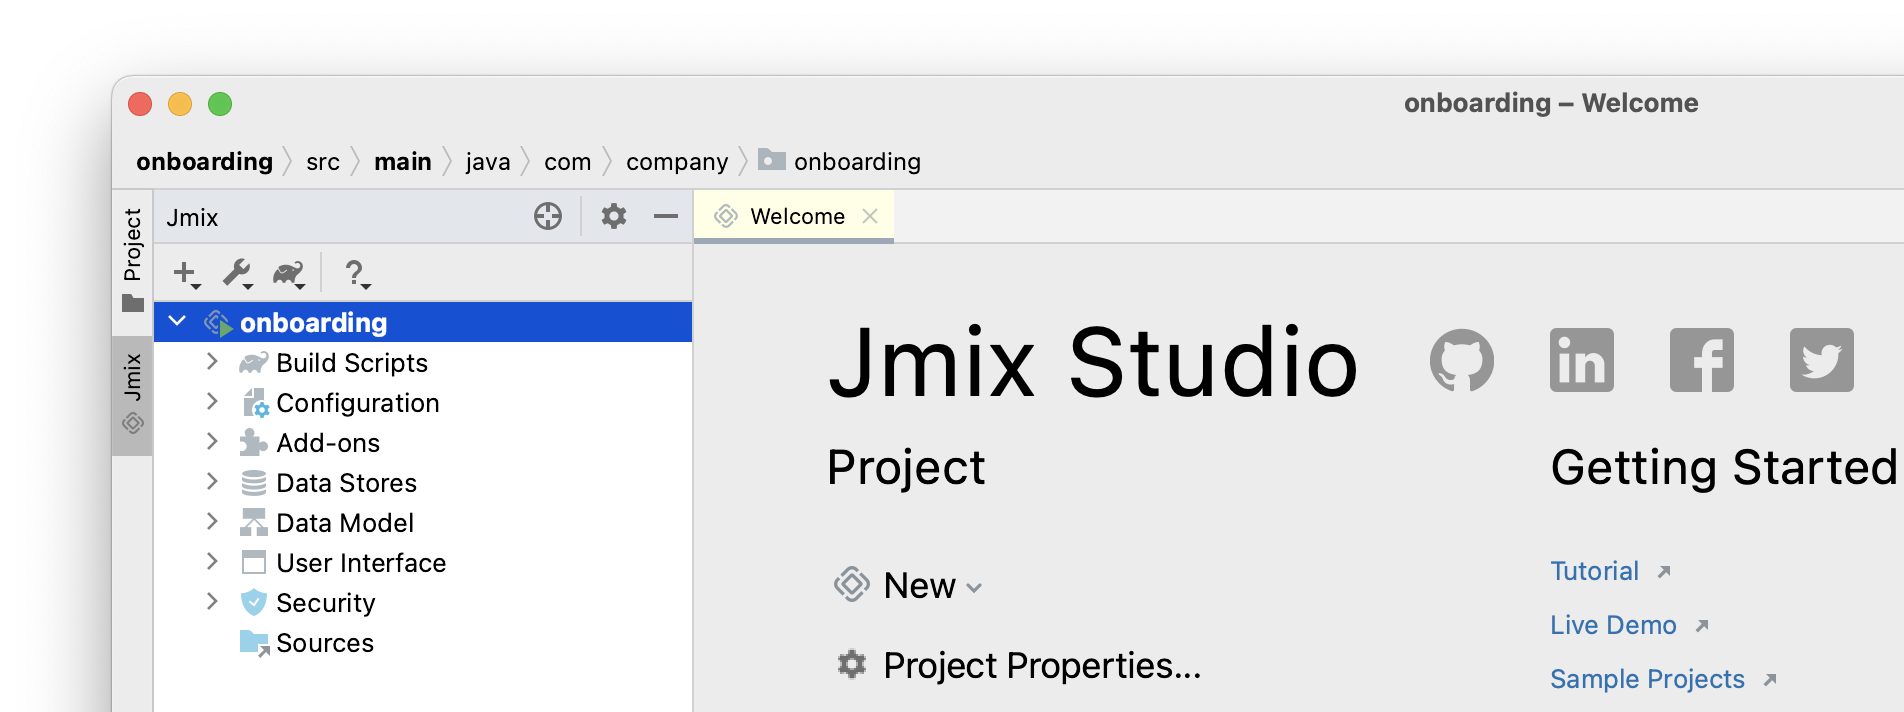 onboarding – Welcome
onboarding src main java com company onboarding
Project
Jmix
Jmix
Welcome
onboarding
Build Scripts
Configuration
Add-ons
Data Stores
Data Model
User Interface
Security
Sources
Jmix Studio
Project
New
Project Properties...
Getting Started
Tutorial
Live Demo
Sample Projects